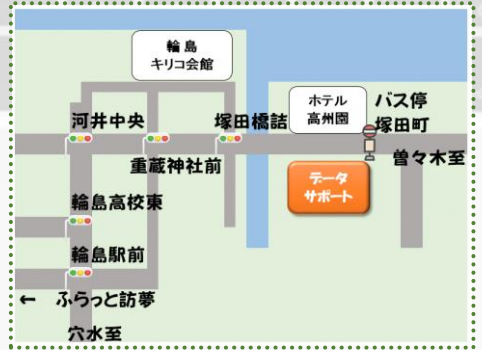 輪島
キリコ会館
ホテル
高州園
バス停
塚田町
河井中央
塚田橋詰
曽々木至
重蔵神社前
データ
サポート
輪島高校東
輪島駅前
← ふらっと訪夢
穴水至